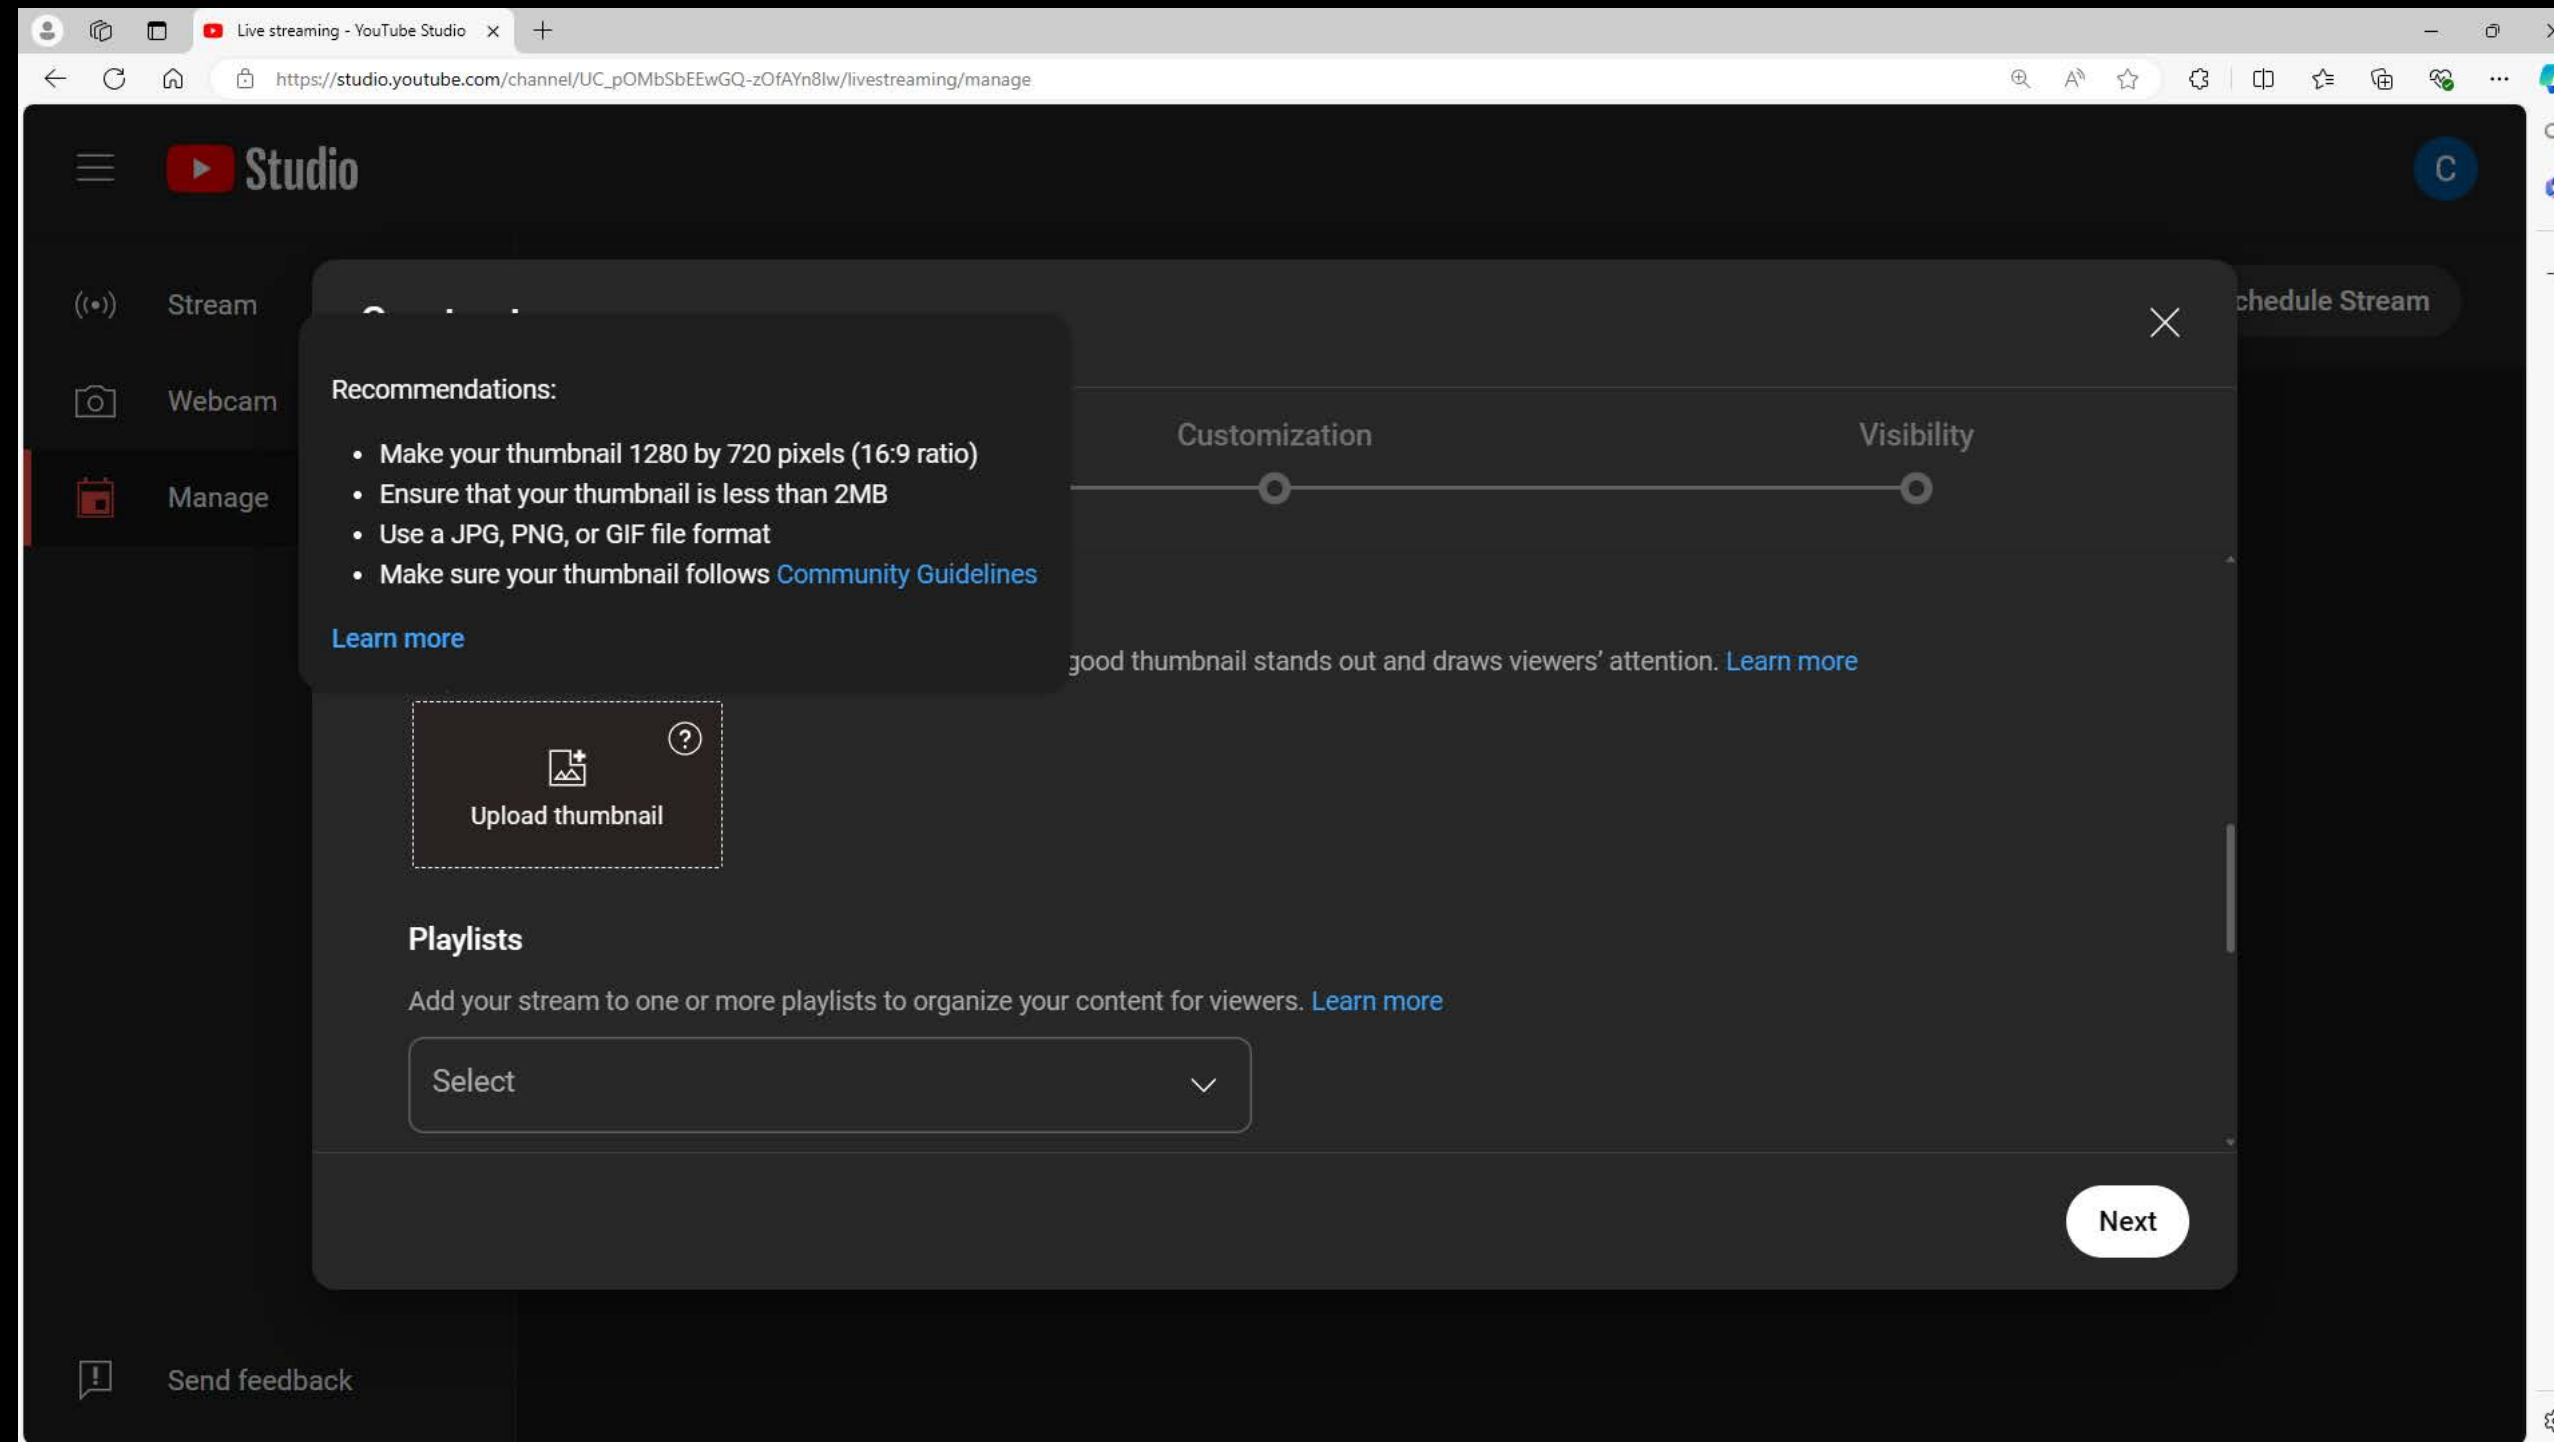 Live streaming - YouTube Studio
https://studio.youtube.com/channel/UC_pOMbSbEEwGQ-zOfAYn8Iw/livestreaming/manage
Studio
C
Stream
chedule Stream
Webcam
Manage
Recommendations:
• Make your thumbnail 1280 by 720 pixels (16:9 ratio)
• Ensure that your thumbnail is less than 2MB
• Use a JPG, PNG, or GIF file format
• Make sure your thumbnail follows Community Guidelines
Learn more
Customization
Visibility
good thumbnail stands out and draws viewers’ attention. Learn more
Upload thumbnail
Playlists
Add your stream to one or more playlists to organize your content for viewers. Learn more
Select
Next
Send feedback